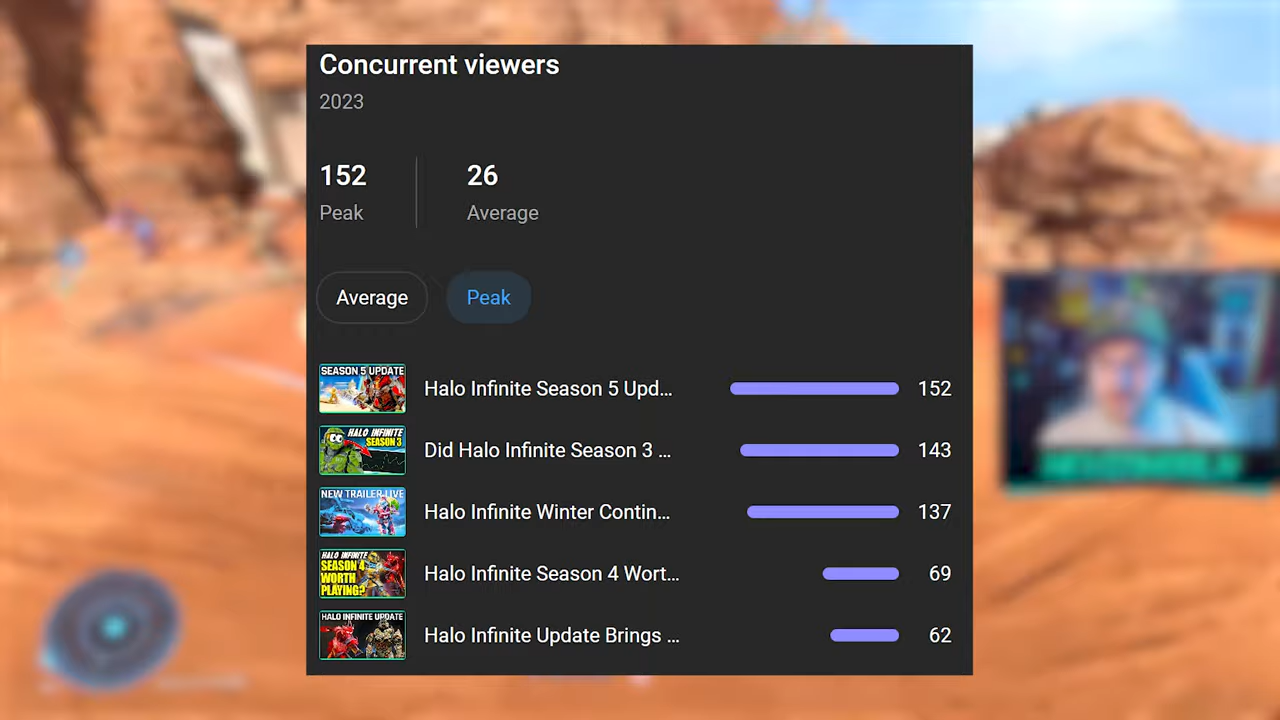 Concurrent viewers
2023
152
26
Peak
Average
Average
Peak
SEASON 5 UPDATE
Halo Infinite Season 5 Upd...
152
HALO INFINITE
SEASON 3
Did Halo Infinite Season 3 ...
143
NEW TRAILER LIVE
Halo Infinite Winter Contin...
137
HALO INFINITE
SEASON 4
WORTH
PLAYING?
Halo Infinite Season 4 Wort...
69
HALO INFINITE UPDATE
Halo Infinite Update Brings ...
62